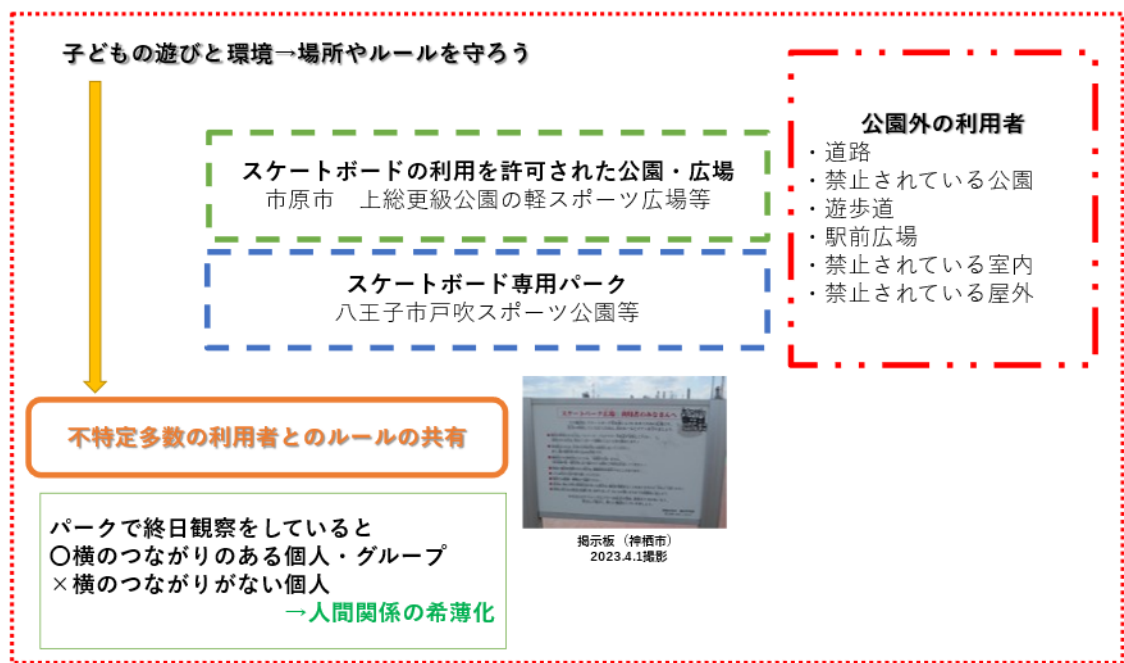 子どもの遊びと環境→場所やルールを守ろう
スケートボードの利用を許可された公園・広場
市原市　上総更級公園の軽スポーツ広場等
スケートボード専用パーク
八王子市戸吹スポーツ公園等
公園外の利用者
・道路
・禁止されている公園
・遊歩道
・駅前広場
・禁止されている室内
・禁止されている屋外
不特定多数の利用者とのルールの共有
パークで終日観察をしていると
〇横のつながりのある個人・グループ
×横のつながりがない個人
→人間関係の希薄化
掲示板（神栖市）
2023.4.1撮影